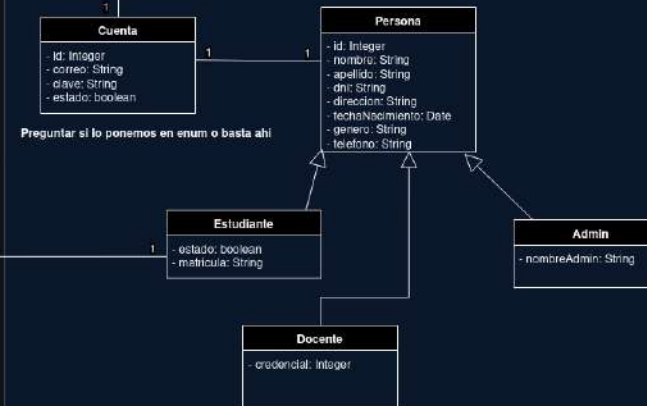 1
Cuenta
- id: Integer
- correo: String
- clave: String
- estado: boolean
1
1
Persona
- id: Integer
- nombre: String
- apellido: String
- dni: String
- direccion: String
- fechaNacimiento: Date
- genero: String
- telefono: String
Preguntar si lo ponemos en enum o basta ahi
1
Estudiante
- estado: boolean
- matricula: String
Admin
- nombreAdmin: String
Docente
- credencial: Integer